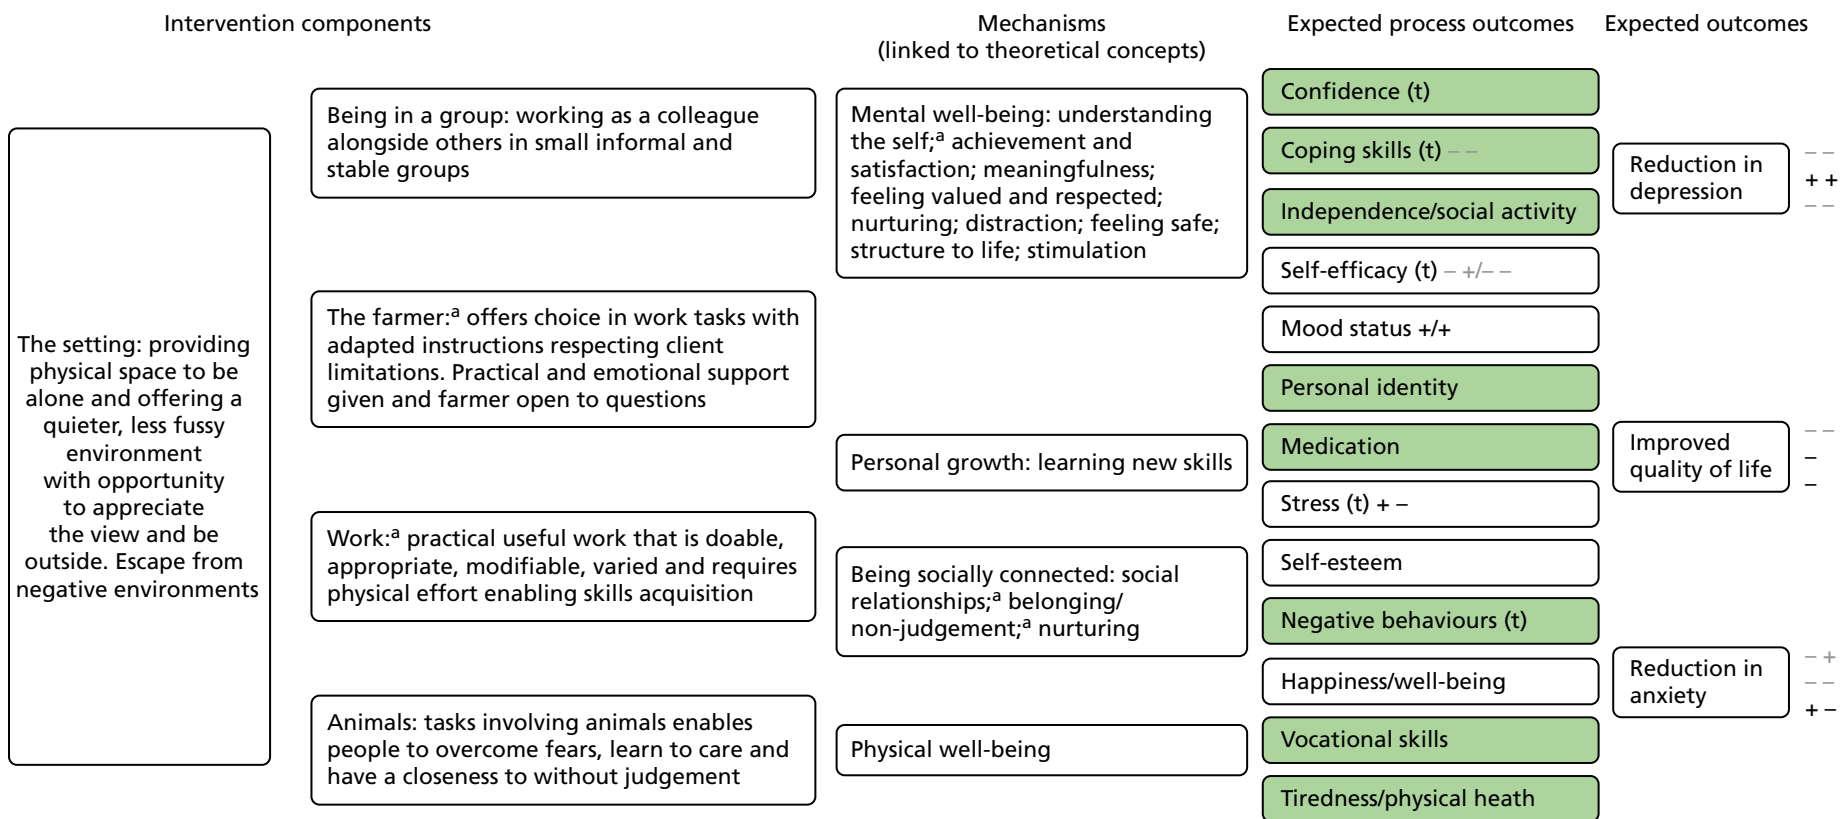 Intervention components
Mechanisms
(linked to theoretical concepts)
Expected process outcomes
Expected outcomes
The setting: providing
physical space to be
alone and offering a
quieter, less fussy
environment
with opportunity
to appreciate
the view and be
outside. Escape from
negative environments
Being in a group: working as a colleague
alongside others in small informal and
stable groups
The farmer:ᵃ offers choice in work tasks with
adapted instructions respecting client
limitations. Practical and emotional support
given and farmer open to questions
Work:ᵃ practical useful work that is doable,
appropriate, modifiable, varied and requires
physical effort enabling skills acquisition
Animals: tasks involving animals enables
people to overcome fears, learn to care and
have a closeness to without judgement
Mental well-being: understanding
the self;ᵃ achievement and
satisfaction; meaningfulness;
feeling valued and respected;
nurturing; distraction; feeling safe;
structure to life; stimulation
Personal growth: learning new skills
Being socially connected: social
relationships;ᵃ belonging/
non-judgement;ᵃ nurturing
Physical well-being
Confidence (t)
Coping skills (t) – –
Independence/social activity
Self-efficacy (t) – +/– –
Mood status +/+
Personal identity
Medication
Stress (t) + –
Self-esteem
Negative behaviours (t)
Happiness/well-being
Vocational skills
Tiredness/physical heath
Reduction in
depression
– –
+ +
– –
Improved
quality of life
– –
–
–
Reduction in
anxiety
– +
– –
+ –